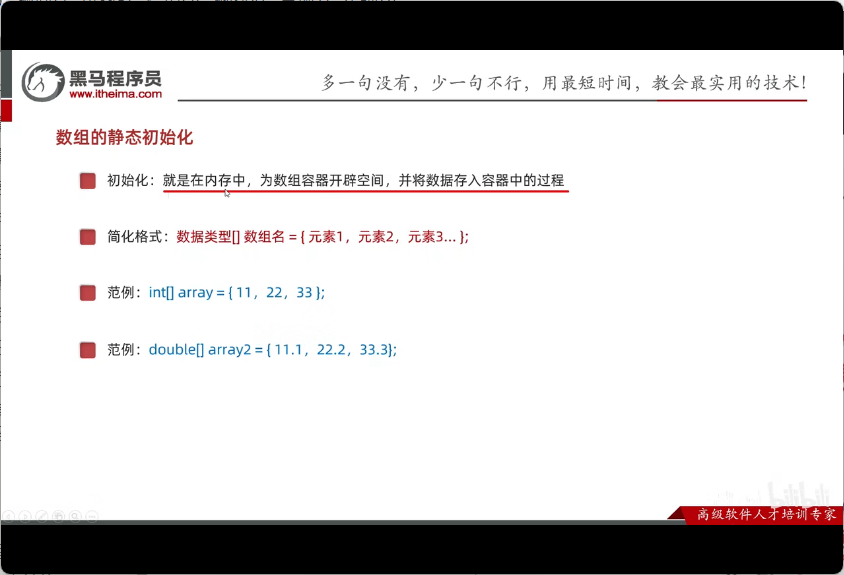 黑马程序员
www.itheima.com
多一句没有，少一句不行，用最短时间，教会最实用的技术！
数组的静态初始化
初始化：就是在内存中，为数组容器开辟空间，并将数据存入容器中的过程
简化格式：数据类型[] 数组名 = { 元素1，元素2，元素3... };
范例：int[] array = { 11，22，33 };
范例：double[] array2 = { 11.1，22.2，33.3};
bilibili
高级软件人才培训专家